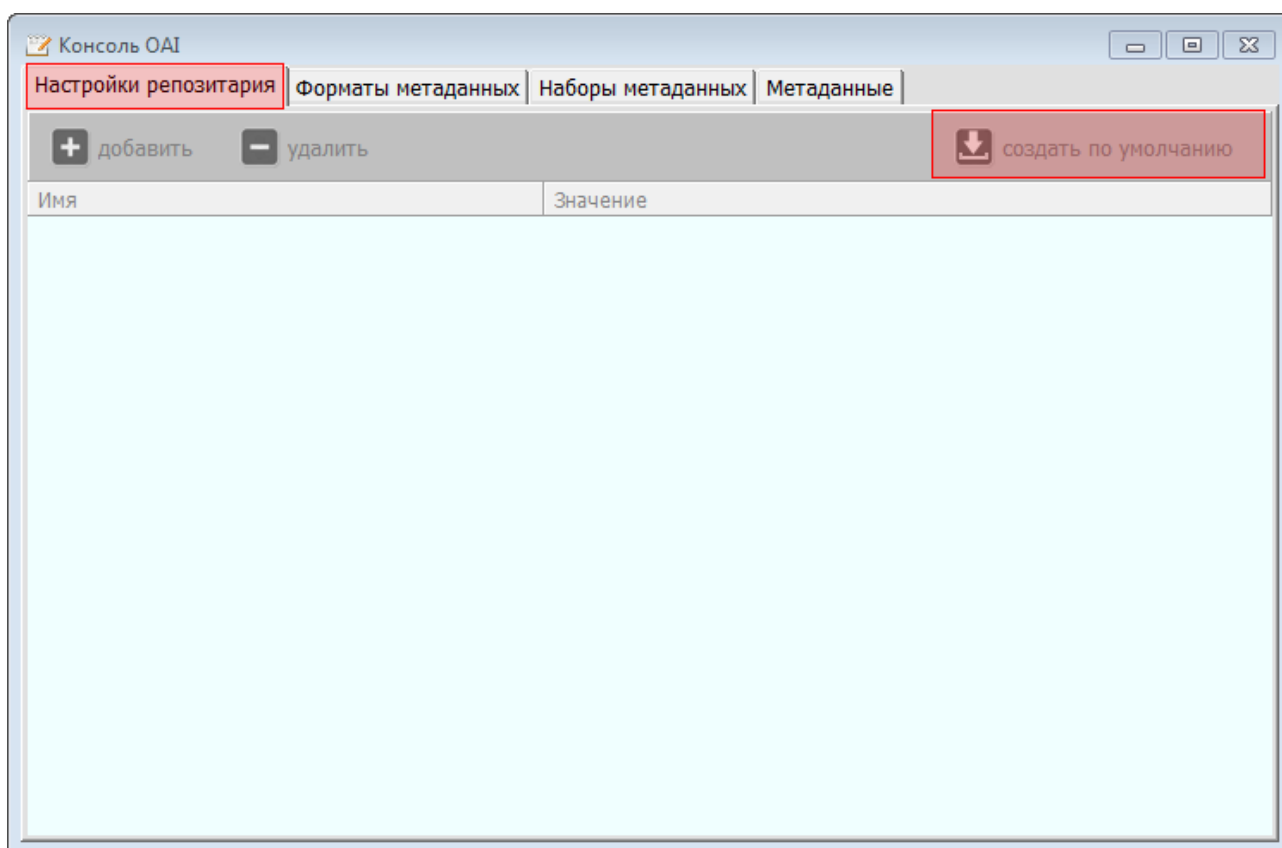 Консоль OAI
Настройки репозитария Форматы метаданных Наборы метаданных Метаданные
добавить удалить создать по умолчанию
Имя Значение